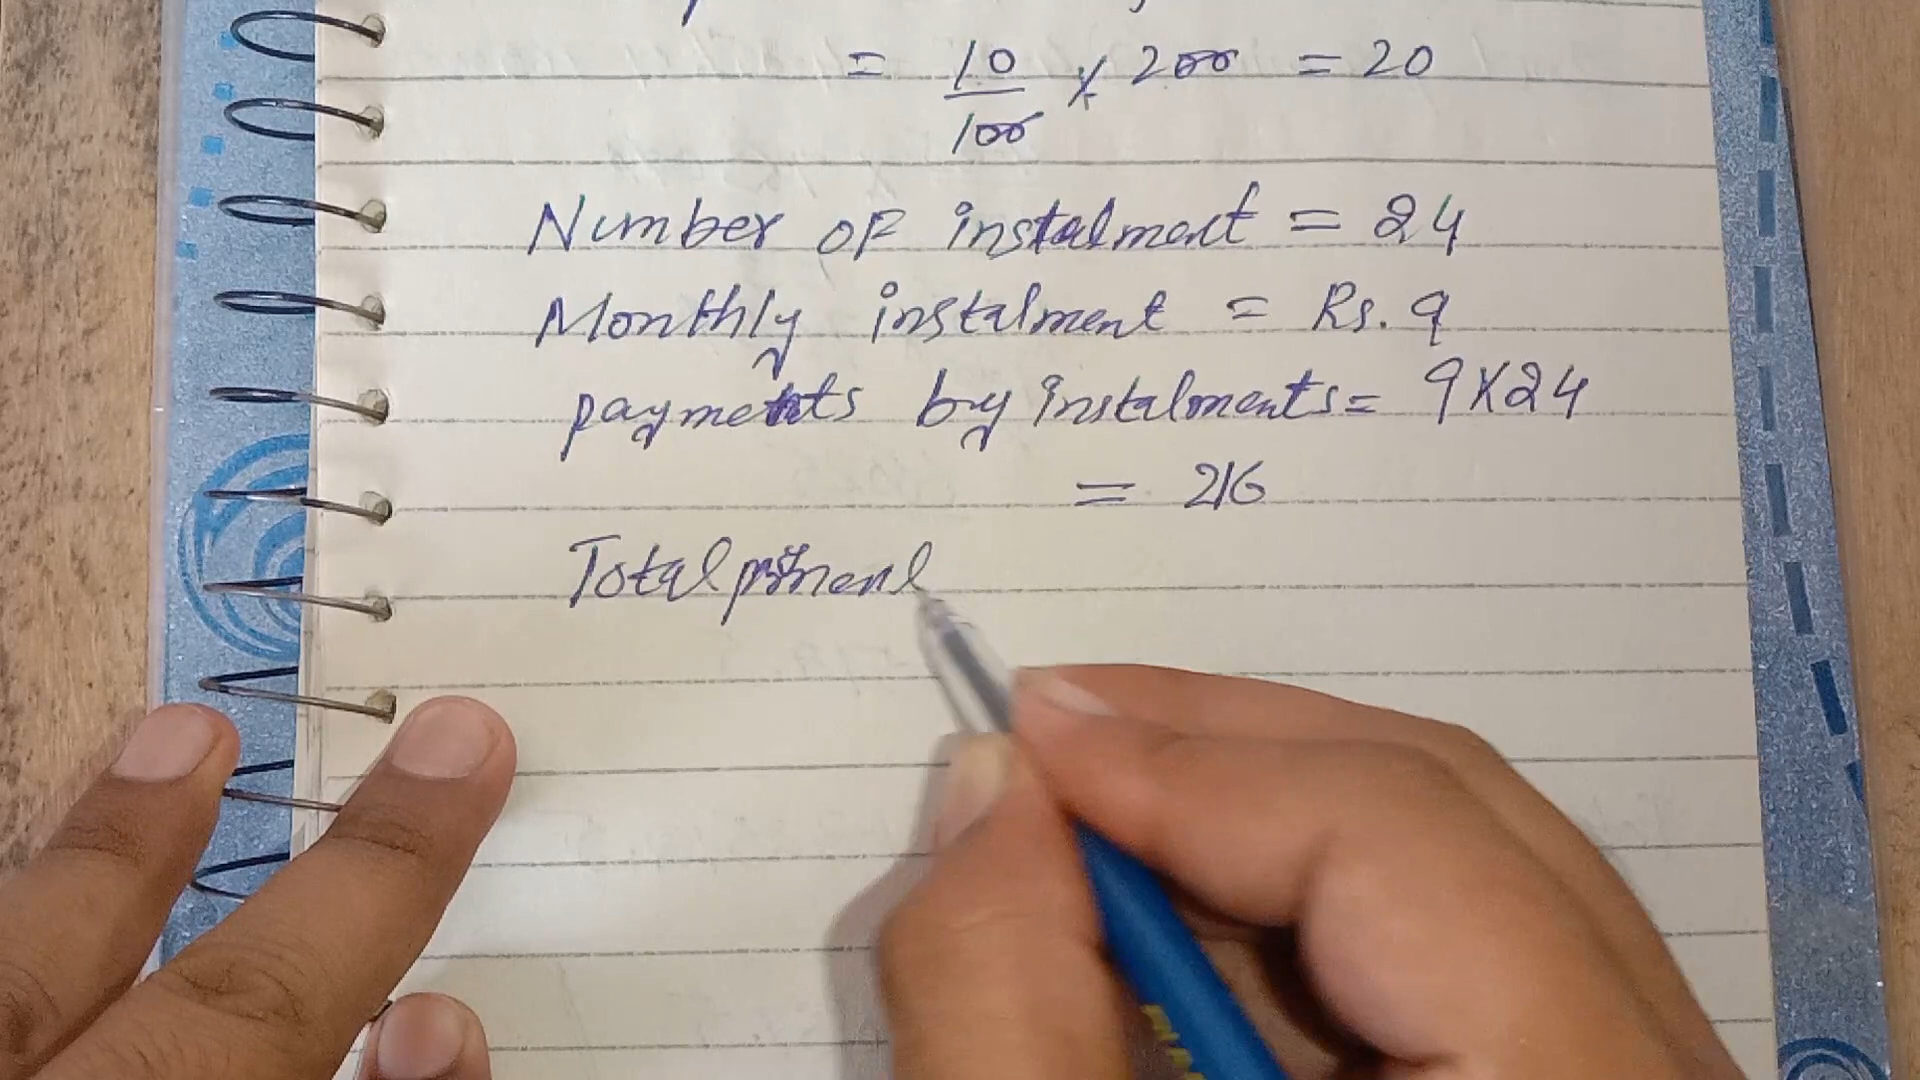 = 10/100 × 200 = 20
Number of instalment = 24
Monthly instalment = Rs. 9
payments by instalments = 9×24
= 216
Total